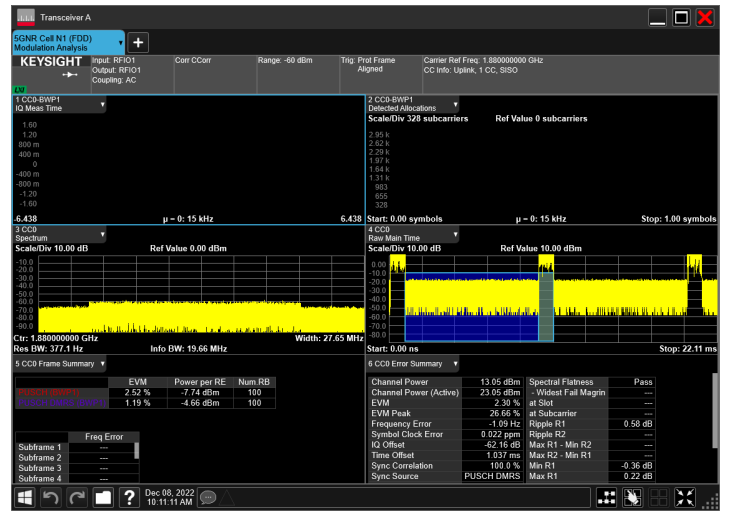 Transceiver A
5GNR Cell N1 (FDD)
Modulation Analysis
KEYSIGHT
Input: RFIO1
Output: RFIO1
Coupling: AC
Corr CCorr
Range: -60 dBm
Trig: Prot Frame
Aligned
Carrier Ref Freq: 1.880000000 GHz
CC Info: Uplink, 1 CC, SISO
LXI
1 CC0-BWP1
IQ Meas Time
1.60
1.20
800 m
400 m
0
-400 m
-800 m
-1.20
-1.60
-6.438
μ = 0: 15 kHz
6.438
2 CC0-BWP1
Detected Allocations
Scale/Div 328 subcarriers
Ref Value 0 subcarriers
2.95 k
2.62 k
2.29 k
1.97 k
1.64 k
1.31 k
983
655
328
Start: 0.00 symbols
μ = 0: 15 kHz
Stop: 1.00 symbols
3 CC0
Spectrum
Scale/Div 10.00 dB
Ref Value 0.00 dBm
-10.0
-20.0
-30.0
-40.0
-50.0
-60.0
-70.0
-80.0
-90.0
Ctr: 1.880000000 GHz
Width: 27.65 MHz
Res BW: 377.1 Hz
Info BW: 19.66 MHz
4 CC0
Raw Main Time
Scale/Div 10.00 dB
Ref Value 10.00 dBm
0.00
-10.0
-20.0
-30.0
-40.0
-50.0
-60.0
-70.0
-80.0
Start: 0.00 ns
Stop: 22.11 ms
5 CC0 Frame Summary
EVM
Power per RE
Num.RB
2.52 %
-7.74 dBm
100
1.19 %
-4.66 dBm
100
Freq Error
Subframe 1 ---
Subframe 2 ---
Subframe 3 ---
Subframe 4 ---
6 CC0 Error Summary
Channel Power 13.05 dBm Spectral Flatness Pass
Channel Power (Active) 23.05 dBm - Widest Fail Magrin ---
EVM 2.30 % at Slot ---
EVM Peak 26.66 % at Subcarrier ---
Frequency Error -1.09 Hz Ripple R1 0.58 dB
Symbol Clock Error 0.022 ppm Ripple R2 ---
IQ Offset -62.16 dB Max R1 - Min R2 ---
Time Offset 1.037 ms Max R2 - Min R1 ---
Sync Correlation 100.0 % Min R1 -0.36 dB
Sync Source PUSCH DMRS Max R1 0.22 dB
?
Dec 08, 2022
10:11:11 AM